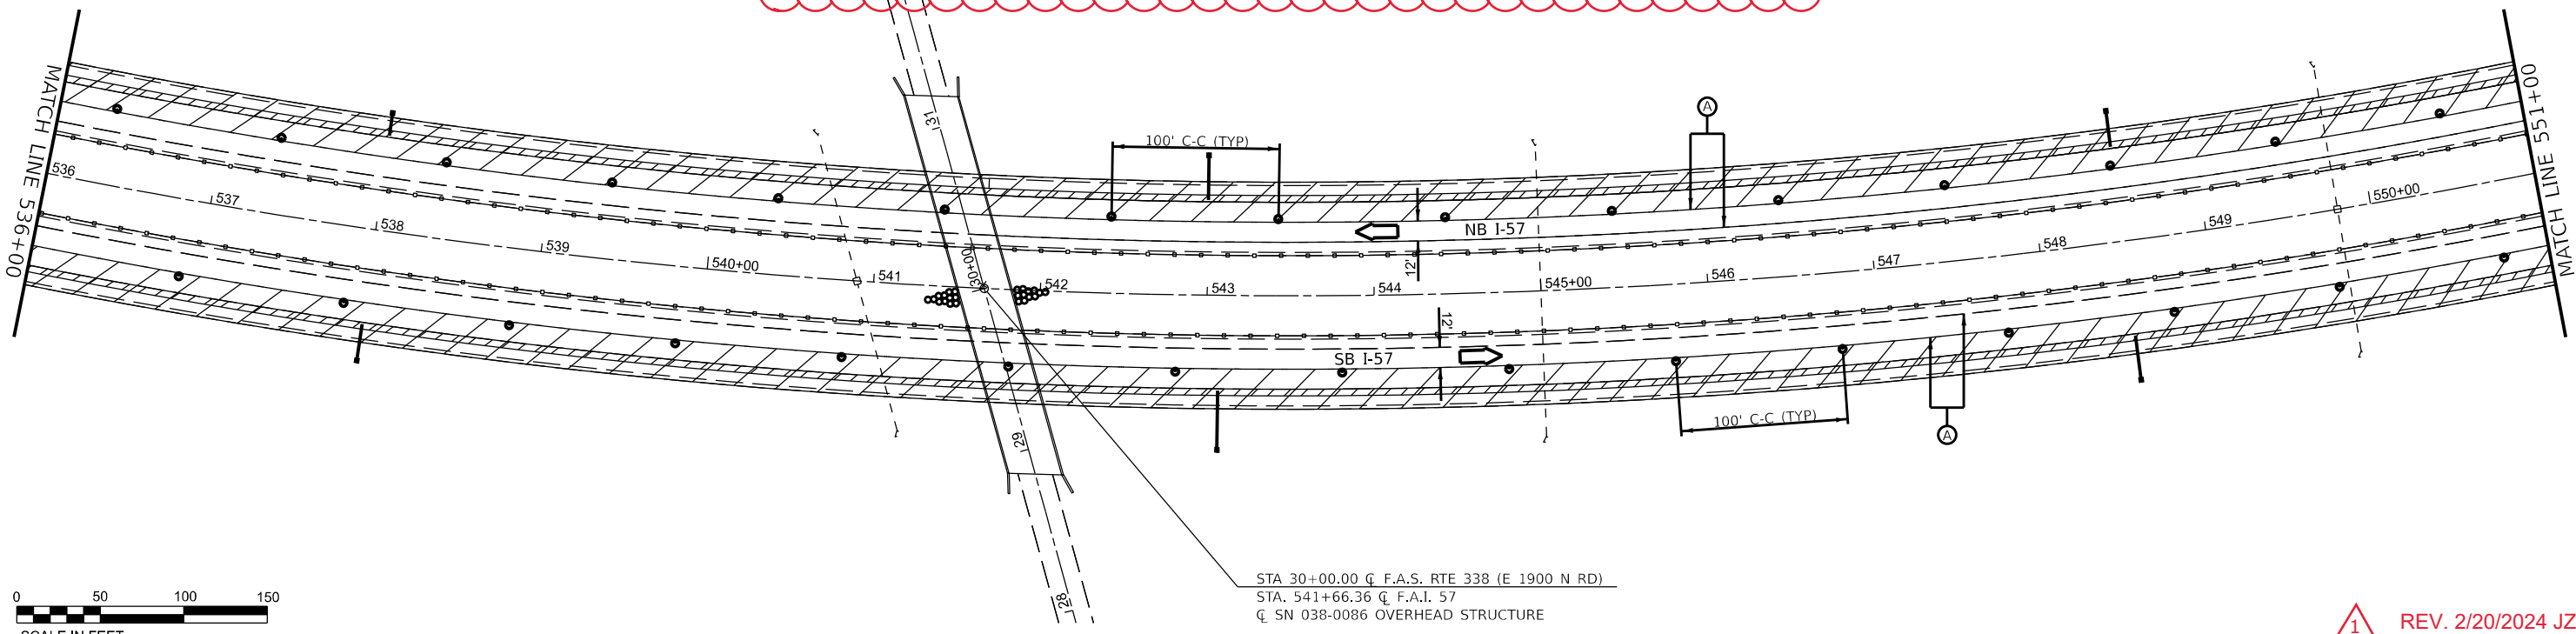 MATCH LINE 536+00
MATCH LINE 551+00
31
30+00
29
28
A
100' C-C (TYP)
NB I-57
12'
536
537
538
539
540+00
541
542
543
544
545+00
546
547
548
549
550+00
12'
SB I-57
100' C-C (TYP)
A
STA 30+00.00 ℄ F.A.S. RTE 338 (E 1900 N RD)
STA. 541+66.36 ℄ F.A.I. 57
℄ SN 038-0086 OVERHEAD STRUCTURE
0 50 100 150
SCALE IN FEET
1 REV. 2/20/2024 JZ